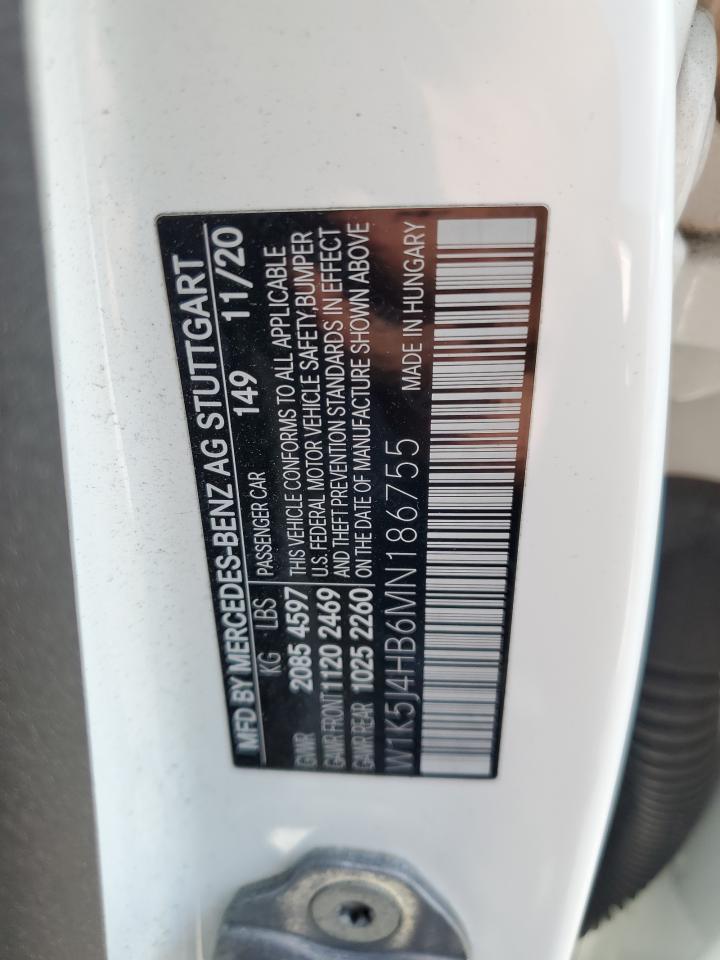 MFD BY MERCEDES-BENZ AG STUTTGART
KG LBS PASSENGER CAR 149 11/20
GVWR 2085 4597 THIS VEHICLE CONFORMS TO ALL APPLICABLE
U.S. FEDERAL MOTOR VEHICLE SAFETY, BUMPER
GAWR FRONT 1120 2469 AND THEFT PREVENTION STANDARDS IN EFFECT
GAWR REAR 1025 2260 ON THE DATE OF MANUFACTURE SHOWN ABOVE
W1K5J4HB6MN186755 MADE IN HUNGARY